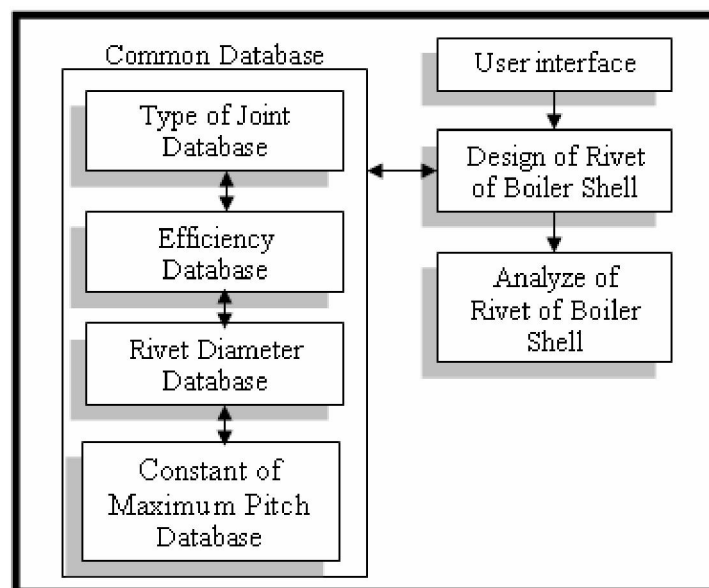 Common Database
Type of Joint
Database
Efficiency
Database
Rivet Diameter
Database
Constant of
Maximum Pitch
Database
User interface
Design of Rivet
of Boiler Shell
Analyze of
Rivet of Boiler
Shell